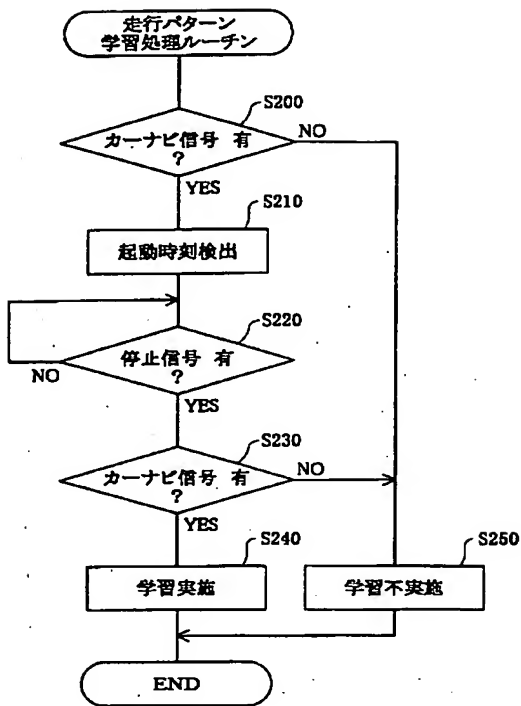 走行パターン
学習処理ルーチン
S200
カーナビ信号 有
?
NO
YES
S210
起動時刻検出
S220
停止信号 有
?
NO
YES
S230
カーナビ信号 有
?
NO
YES
S240
学習実施
S250
学習不実施
END